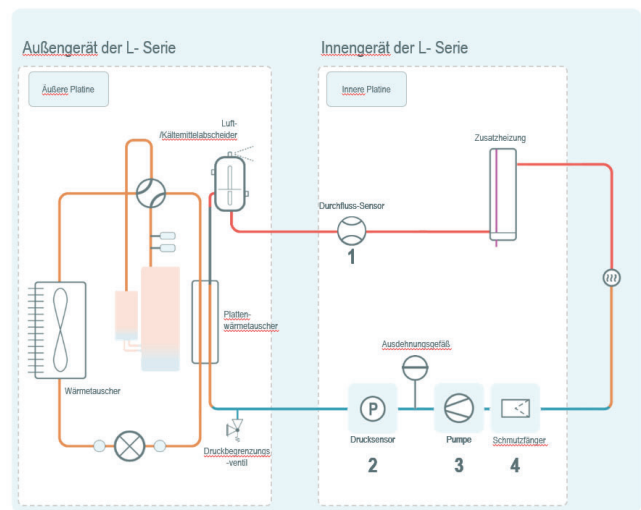 Außengerät der L- Serie
Innengerät der L- Serie
Äußere Platine
Innere Platine
Luft-
/Kältemittelabscheider
Zusatzheizung
Durchfluss-Sensor
1
Platten-
wärmetauscher
Ausdehnungsgefäß
Wärmetauscher
P
Druckbegrenzungs
-ventil
Drucksensor
Pumpe
Schmutzfänger
2
3
4